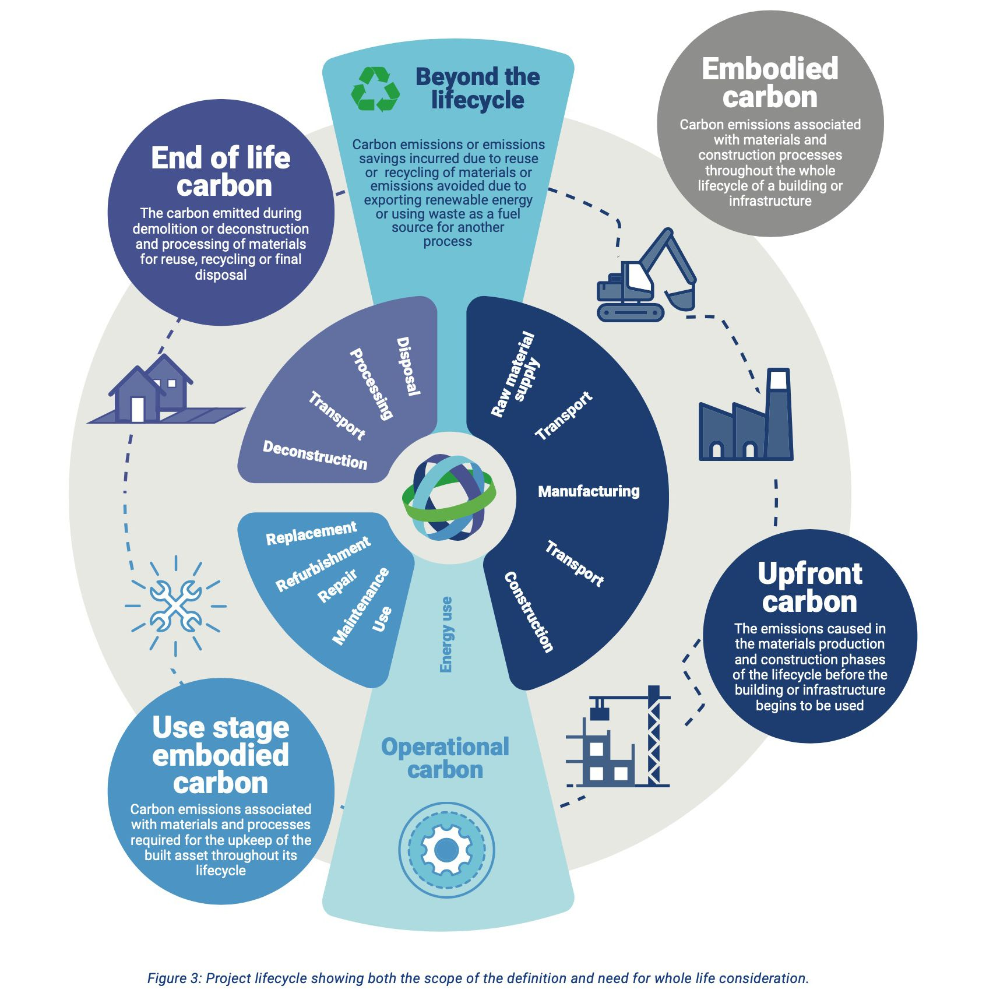 Beyond the
lifecycle
Carbon emissions or emissions
savings incurred due to reuse
or recycling of materials or
emissions avoided due to
exporting renewable energy
or using waste as a fuel
source for another
process
Embodied
carbon
Carbon emissions associated
with materials and
construction processes
throughout the whole
lifecycle of a building or
infrastructure
End of life
carbon
The carbon emitted during
demolition or deconstruction
and processing of materials
for reuse, recycling or final
disposal
Raw material
supply
Transport
Manufacturing
Transport
Construction
Disposal
Processing
Transport
Deconstruction
Replacement
Refurbishment
Repair
Maintenance
Use
Energy use
Upfront
carbon
The emissions caused in
the materials production
and construction phases
of the lifecycle before the
building or infrastructure
begins to be used
Use stage
embodied
carbon
Carbon emissions associated
with materials and processes
required for the upkeep of the
built asset throughout its
lifecycle
Operational
carbon
Figure 3: Project lifecycle showing both the scope of the definition and need for whole life consideration.